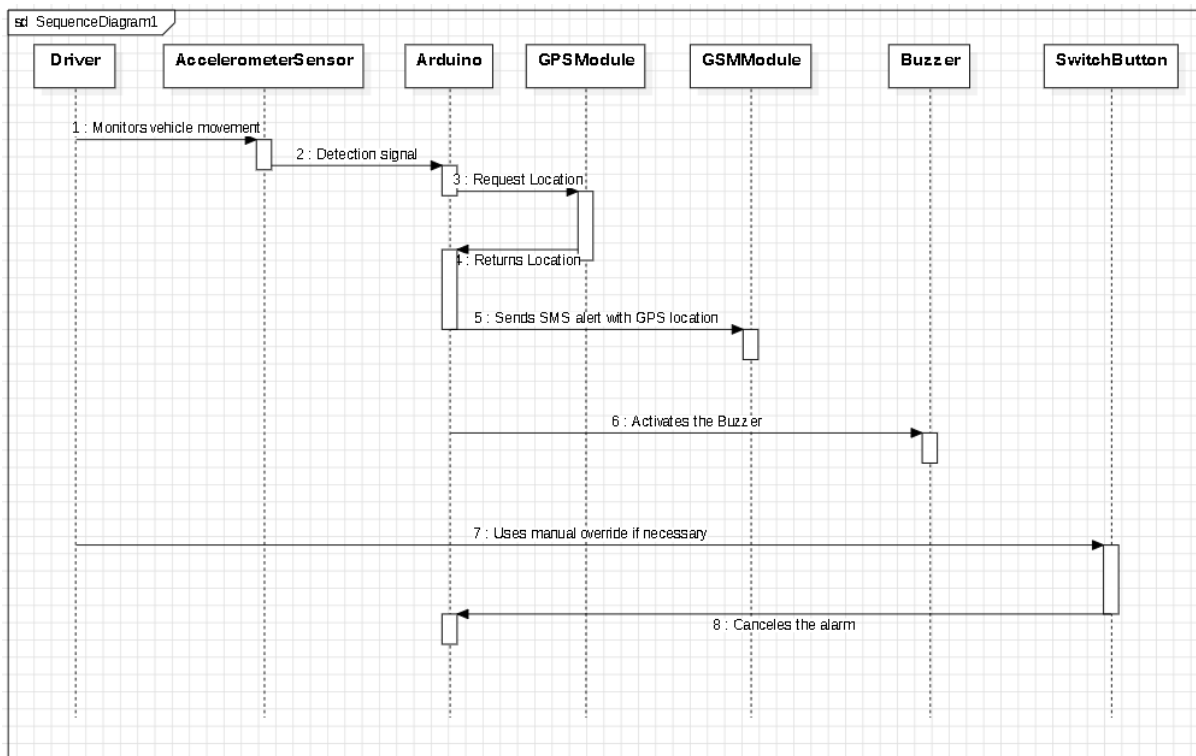 sd SequenceDiagram1
Driver AccelerometerSensor Arduino GPSModule GSMModule Buzzer SwitchButton
1 : Monitors vehicle movement
2 : Detection signal
3 : Request Location
4 : Returns Location
5 : Sends SMS alert with GPS location
6 : Activates the Buzzer
7 : Uses manual override if necessary
8 : Canceles the alarm